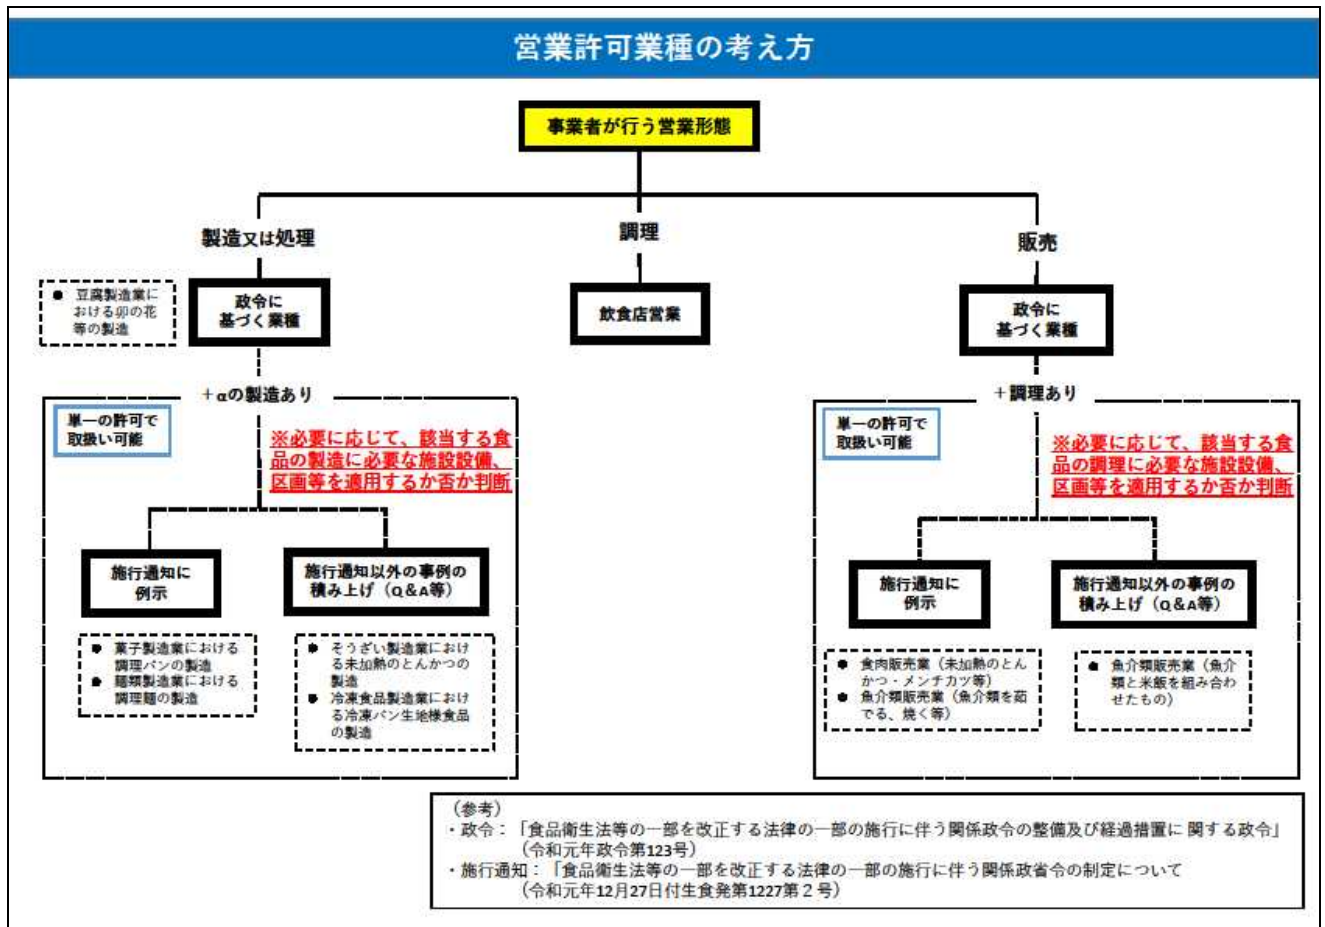 営業許可業種の考え方
事業者が行う営業形態
製造又は処理
調理
販売
● 豆腐製造業に
おける卯の花
等の製造
政令に
基づく業種
飲食店営業
政令に
基づく業種
+αの製造あり
単一の許可で
取扱い可能
※必要に応じて、該当する食
品の製造に必要な施設設備、
区画等を適用するか否か判断
施行通知に
例示
施行通知以外の事例の
積み上げ（Q&A等）
● 菓子製造業における
調理パンの製造
● 麺類製造業における
調理麺の製造
● そうざい製造業におけ
る未加熱のとんかつの
製造
● 冷凍食品製造業におけ
る冷凍パン生地様食品
の製造
+調理あり
単一の許可で
取扱い可能
※必要に応じて、該当する食
品の調理に必要な施設設備、
区画等を適用するか否か判断
施行通知に
例示
施行通知以外の事例の
積み上げ（Q&A等）
● 食肉販売業（未加熱のとん
かつ・メンチカツ等）
● 魚介類販売業（魚介類を茹
でる、焼く等）
● 魚介類販売業（魚介
類と米飯を組み合わ
せたもの）
（参考）
・政令：「食品衛生法等の一部を改正する法律の一部の施行に伴う関係政令の整備及び経過措置に 関する政令」
（令和元年政令第123号）
・施行通知：「食品衛生法等の一部を改正する法律の一部の施行に伴う関係政省令の制定について
（令和元年12月27日付生食発第1227第２号）